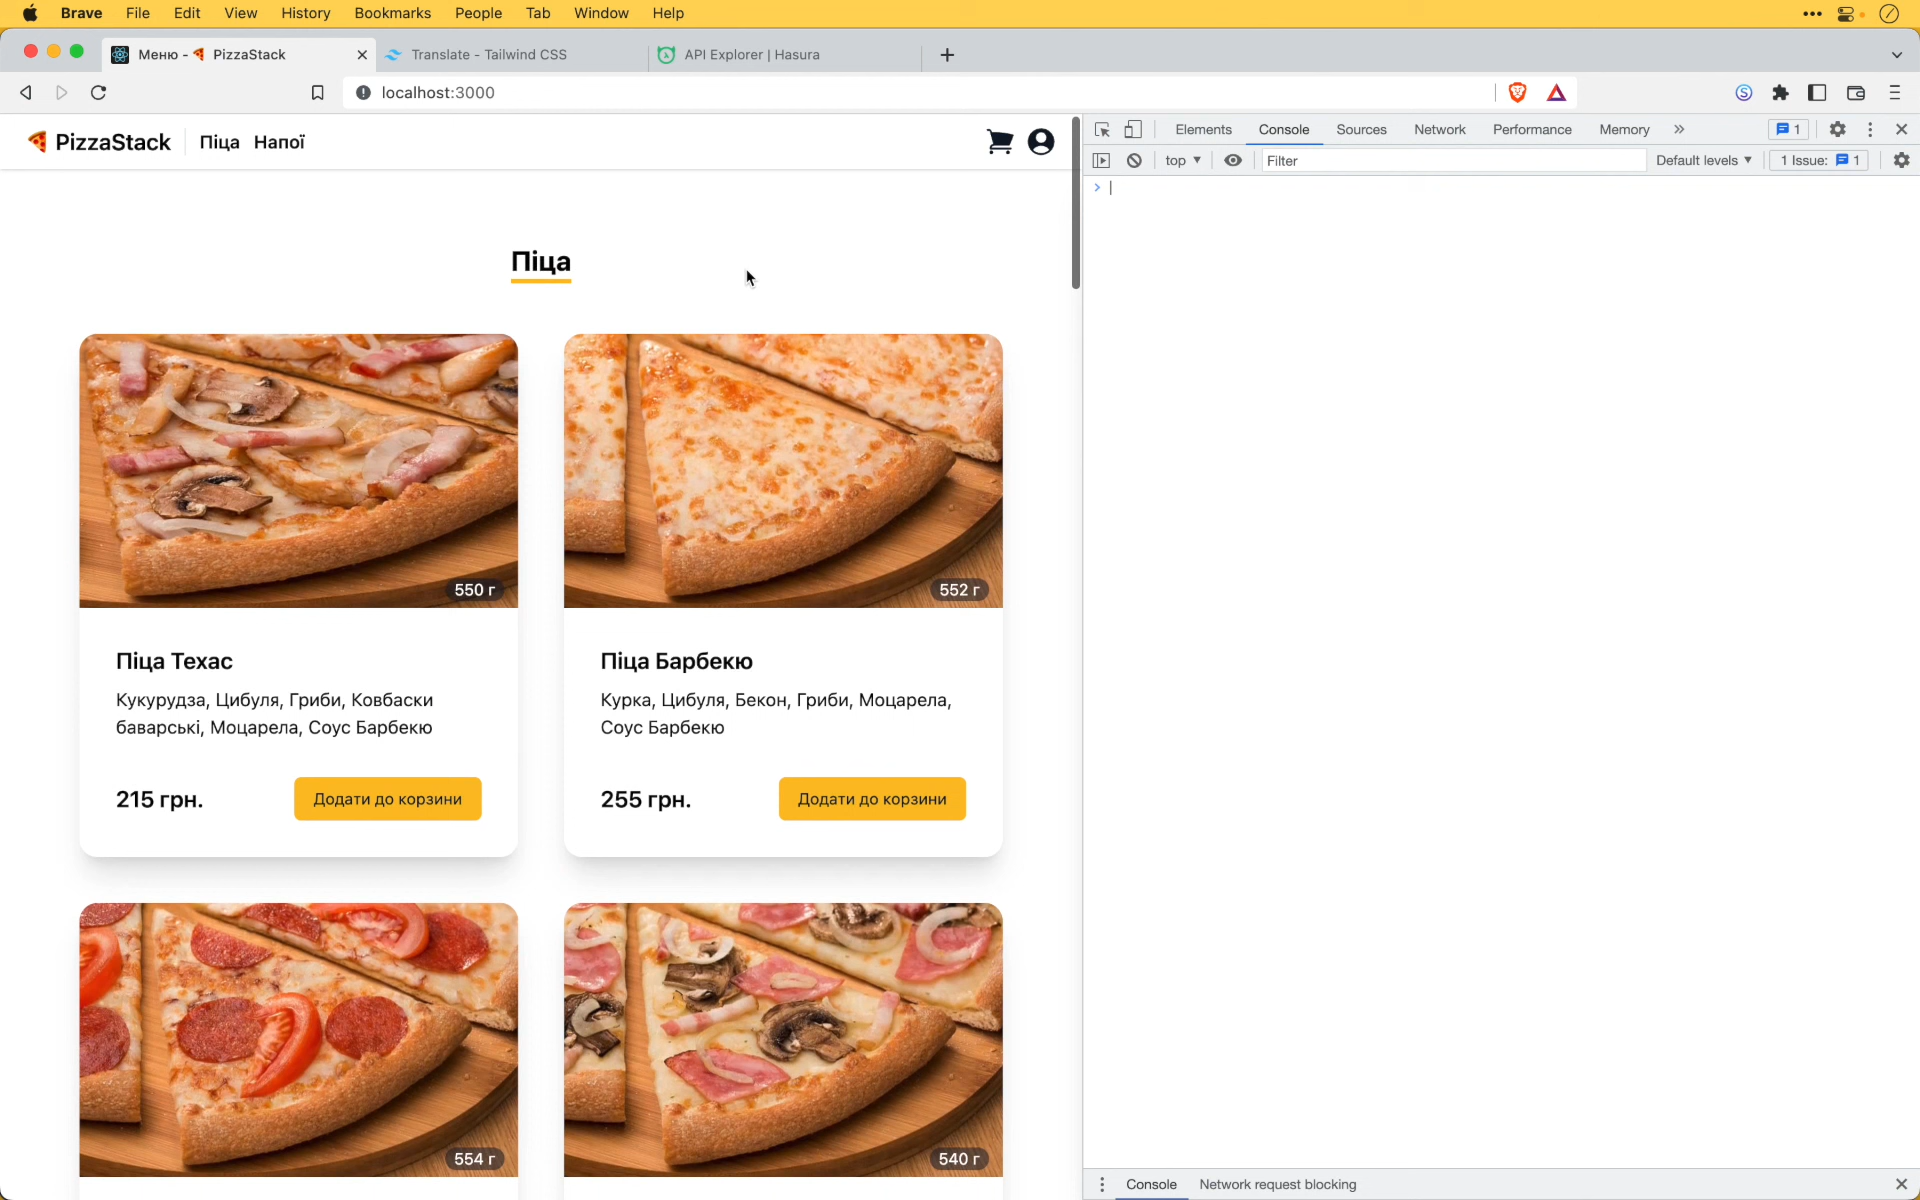 Brave File Edit View History Bookmarks People Tab Window Help
Меню - PizzaStack
Translate - Tailwind CSS
API Explorer | Hasura
localhost:3000
PizzaStack
Піца Напої
Elements Console Sources Network Performance Memory
1
top
Filter
Default levels
1 Issue: 1
Піца
550 г
552 г
Піца Техас
Кукурудза, Цибуля, Гриби, Ковбаски
баварські, Моцарела, Соус Барбекю
215 грн.
Додати до корзини
Піца Барбекю
Курка, Цибуля, Бекон, Гриби, Моцарела,
Соус Барбекю
255 грн.
Додати до корзини
554 г
540 г
Console Network request blocking